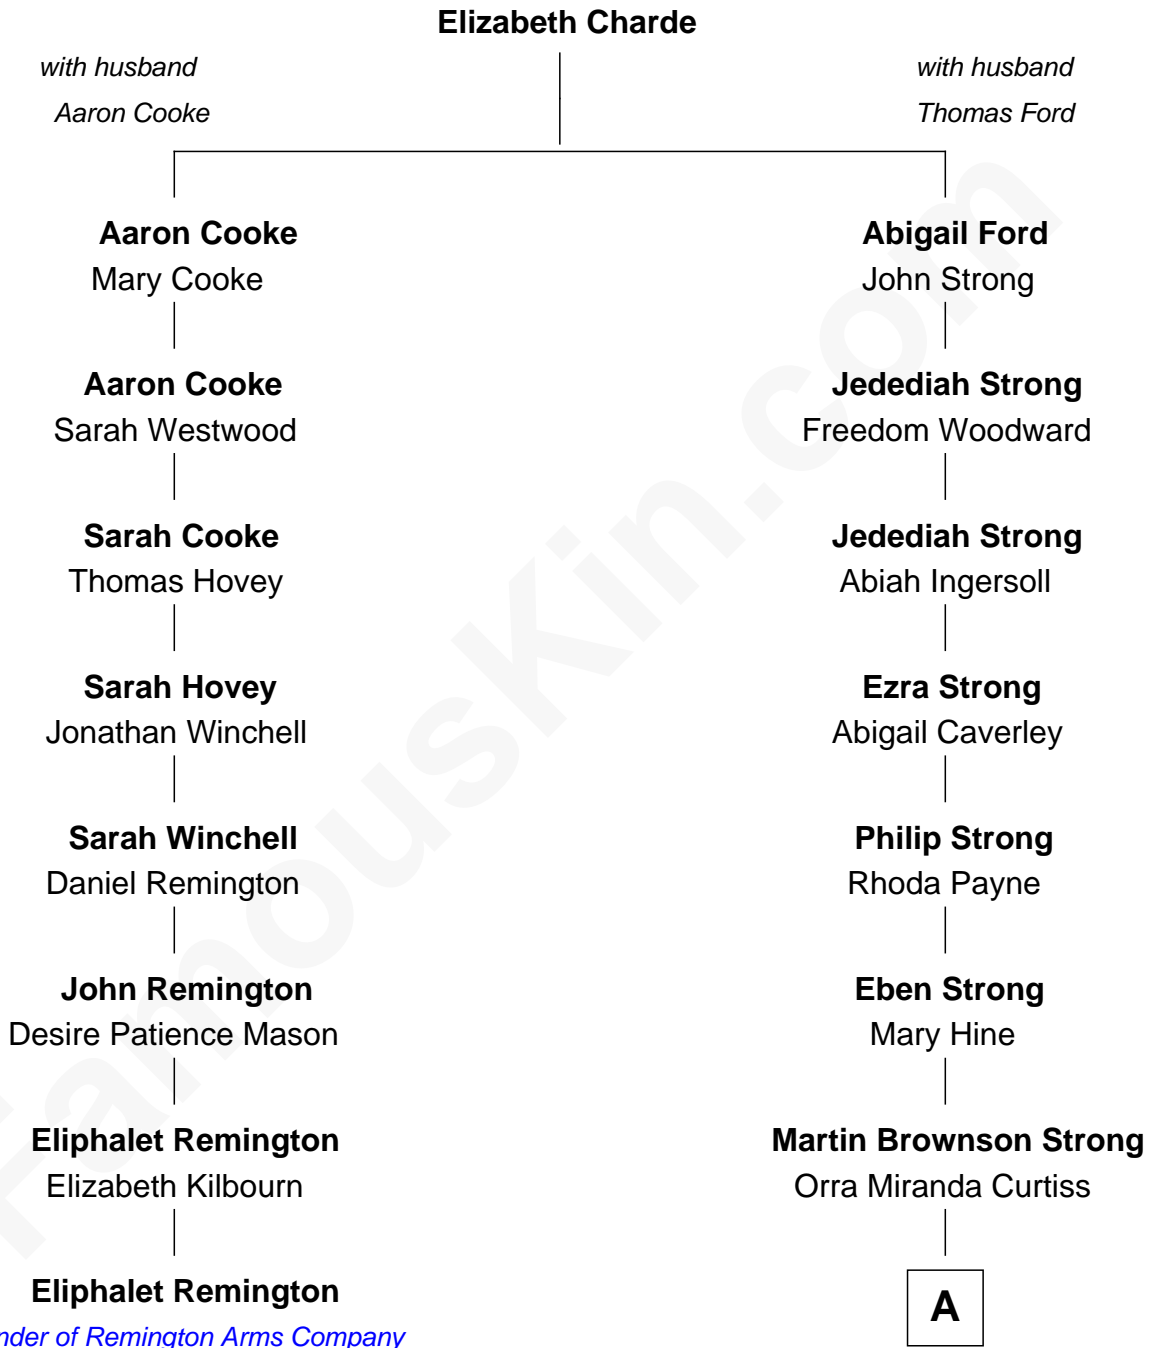 Elizabeth Charde
with husband
Aaron Cooke
with husband
Thomas Ford
Aaron Cooke
Mary Cooke
Abigail Ford
John Strong
Aaron Cooke
Sarah Westwood
Jedediah Strong
Freedom Woodward
Sarah Cooke
Thomas Hovey
Jedediah Strong
Abiah Ingersoll
Sarah Hovey
Jonathan Winchell
Ezra Strong
Abigail Caverley
Sarah Winchell
Daniel Remington
Philip Strong
Rhoda Payne
John Remington
Desire Patience Mason
Eben Strong
Mary Hine
Eliphalet Remington
Elizabeth Kilbourn
Martin Brownson Strong
Orra Miranda Curtiss
Eliphalet Remington
nder of Remington Arms Company
A
FamousKin.com